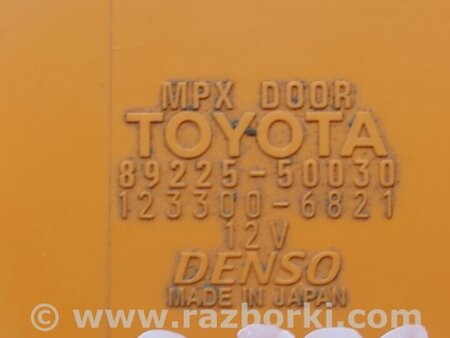 MPX DOOR
TOYOTA
89225-50030
123300-6821
12V
DENSO
MADE IN JAPAN
© www.razborki.com